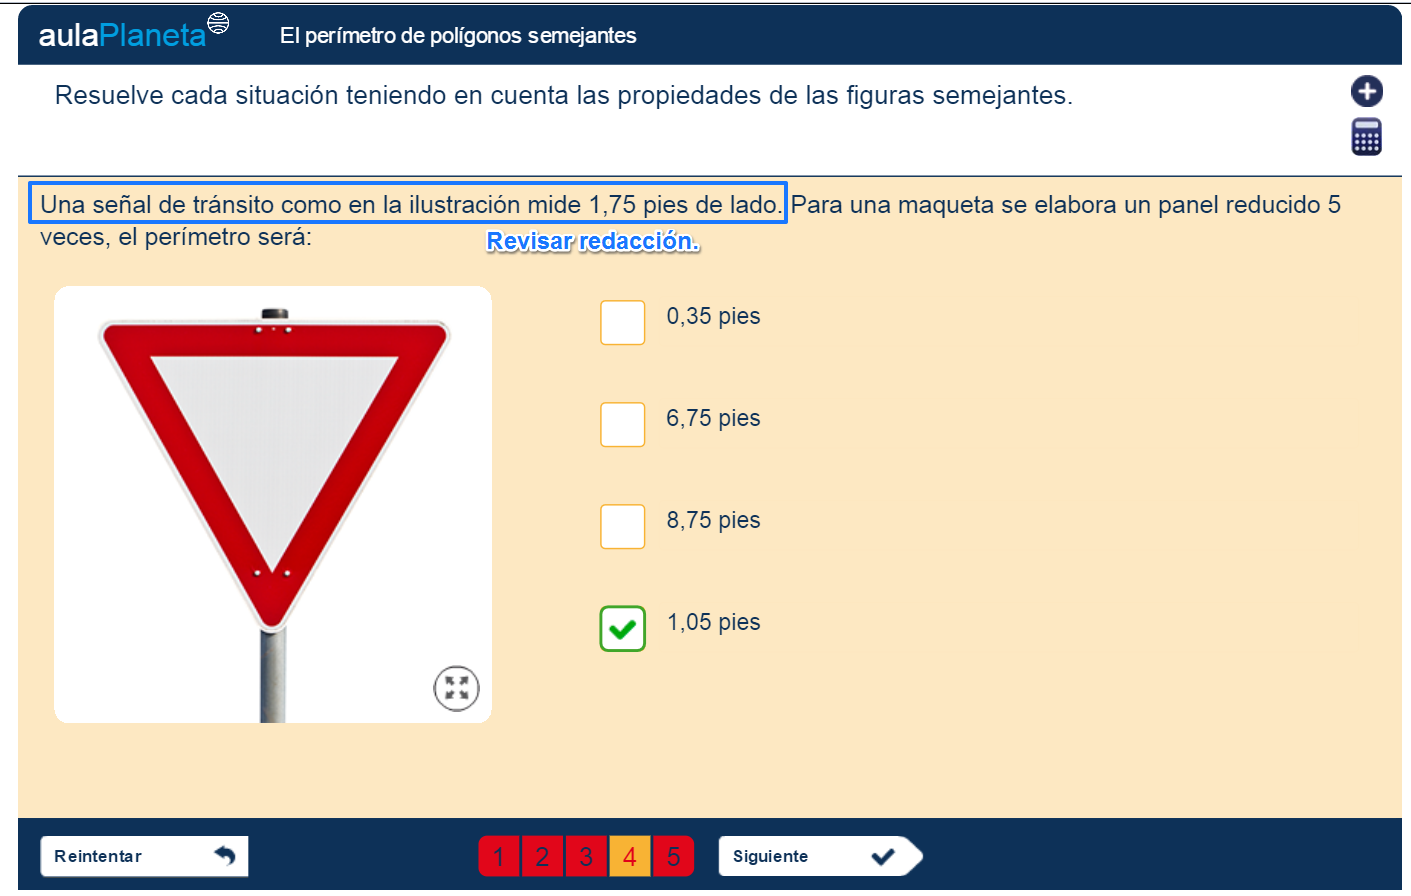 aulaPlaneta
El perímetro de polígonos semejantes
Resuelve cada situación teniendo en cuenta las propiedades de las figuras semejantes.
Una señal de tránsito como en la ilustración mide 1,75 pies de lado. Para una maqueta se elabora un panel reducido 5
veces, el perímetro será:
Revisar redacción.
0,35 pies
6,75 pies
8,75 pies
1,05 pies
Reintentar
1 2 3 4 5
Siguiente